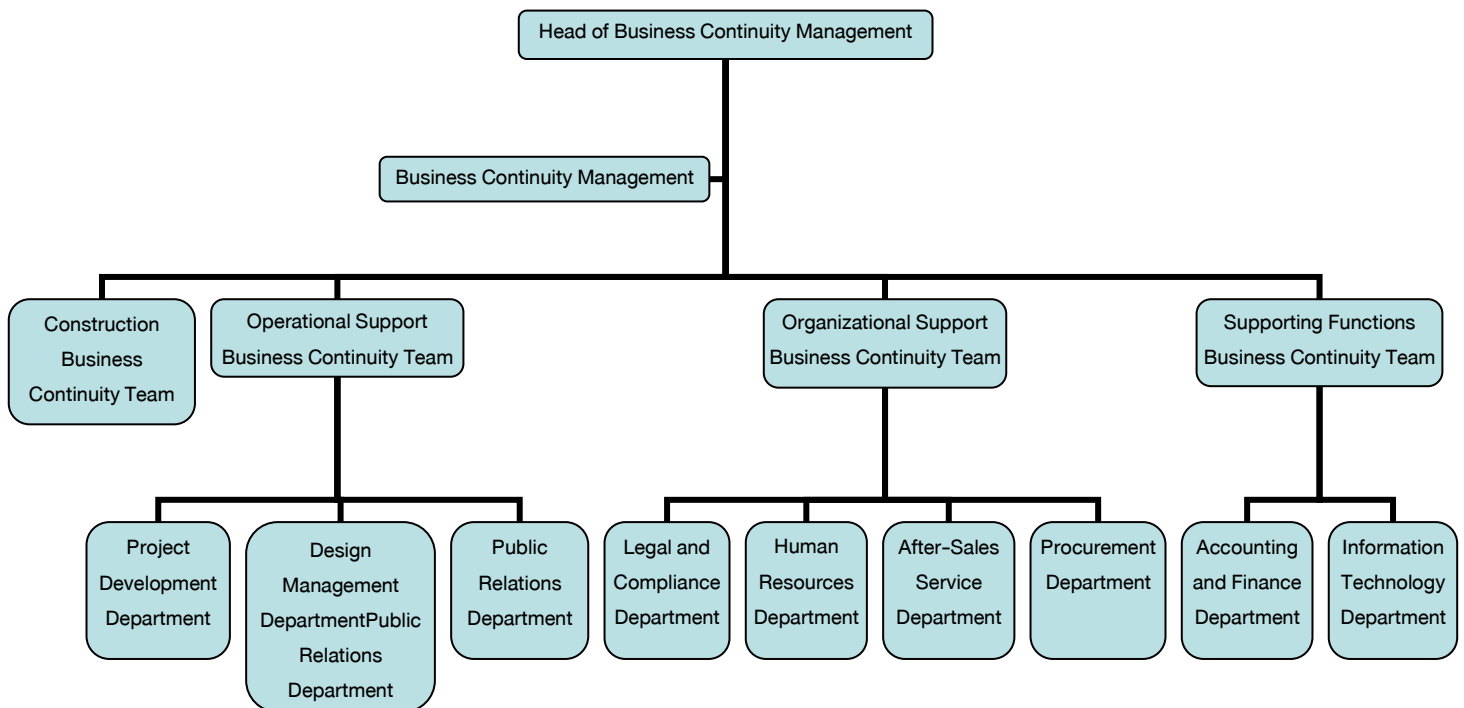 Head of Business Continuity Management
Business Continuity Management
Construction
Business
Continuity Team
Operational Support
Business Continuity Team
Organizational Support
Business Continuity Team
Supporting Functions
Business Continuity Team
Project
Development
Department
Design
Management
DepartmentPublic
Relations
Department
Public
Relations
Department
Legal and
Compliance
Department
Human
Resources
Department
After-Sales
Service
Department
Procurement
Department
Accounting
and Finance
Department
Information
Technology
Department